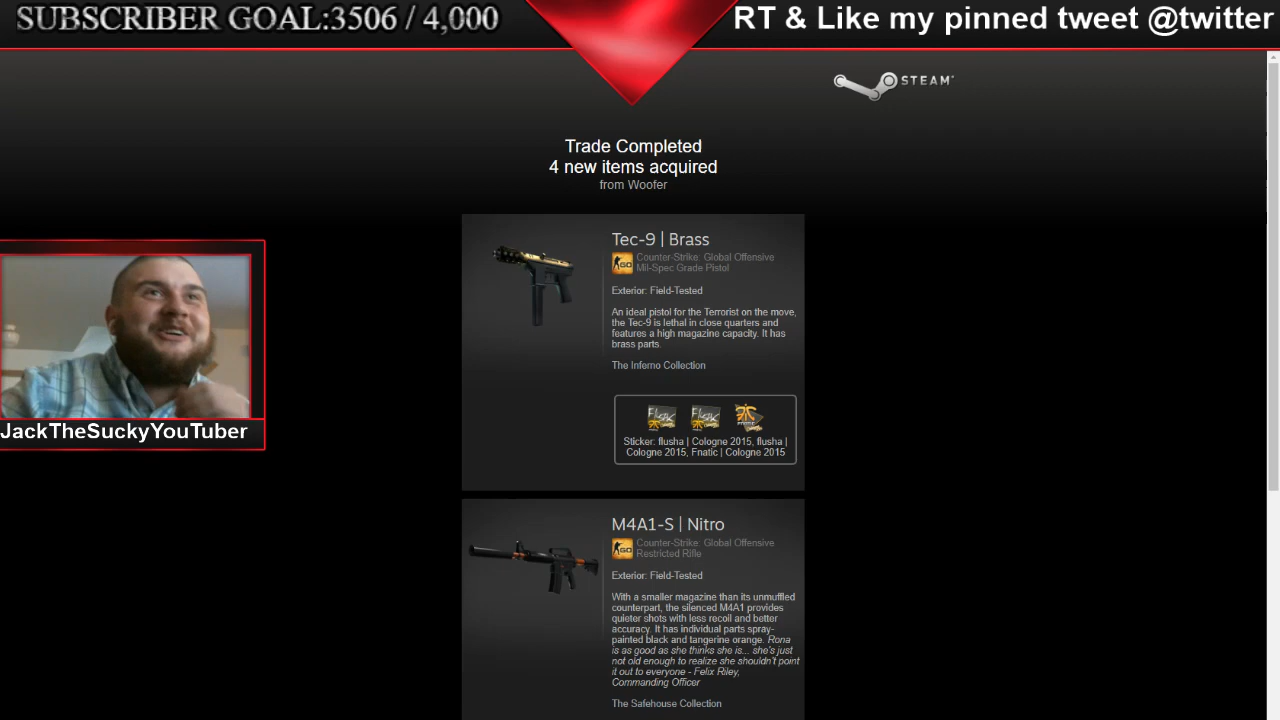 SUBSCRIBER GOAL:3506 / 4,000
RT & Like my pinned tweet @twitter
STEAM
Trade Completed
4 new items acquired
from Woofer
Tec-9 | Brass
Counter-Strike: Global Offensive
Mil-Spec Grade Pistol
Exterior: Field-Tested
An ideal pistol for the Terrorist on the move,
the Tec-9 is lethal in close quarters and
features a high magazine capacity. It has
brass parts.
The Inferno Collection
Sticker: flusha | Cologne 2015, flusha |
Cologne 2015, Fnatic | Cologne 2015
JackTheSuckyYouTuber
M4A1-S | Nitro
Counter-Strike: Global Offensive
Restricted Rifle
Exterior: Field-Tested
With a smaller magazine than its unmuffled
counterpart, the silenced M4A1 provides
quieter shots with less recoil and better
accuracy. It has individual parts spray-
painted black and tangerine orange. Rona
is as good as she thinks she is... she's just
not old enough to realize she shouldn't point
it out to everyone - Felix Riley,
Commanding Officer
The Safehouse Collection